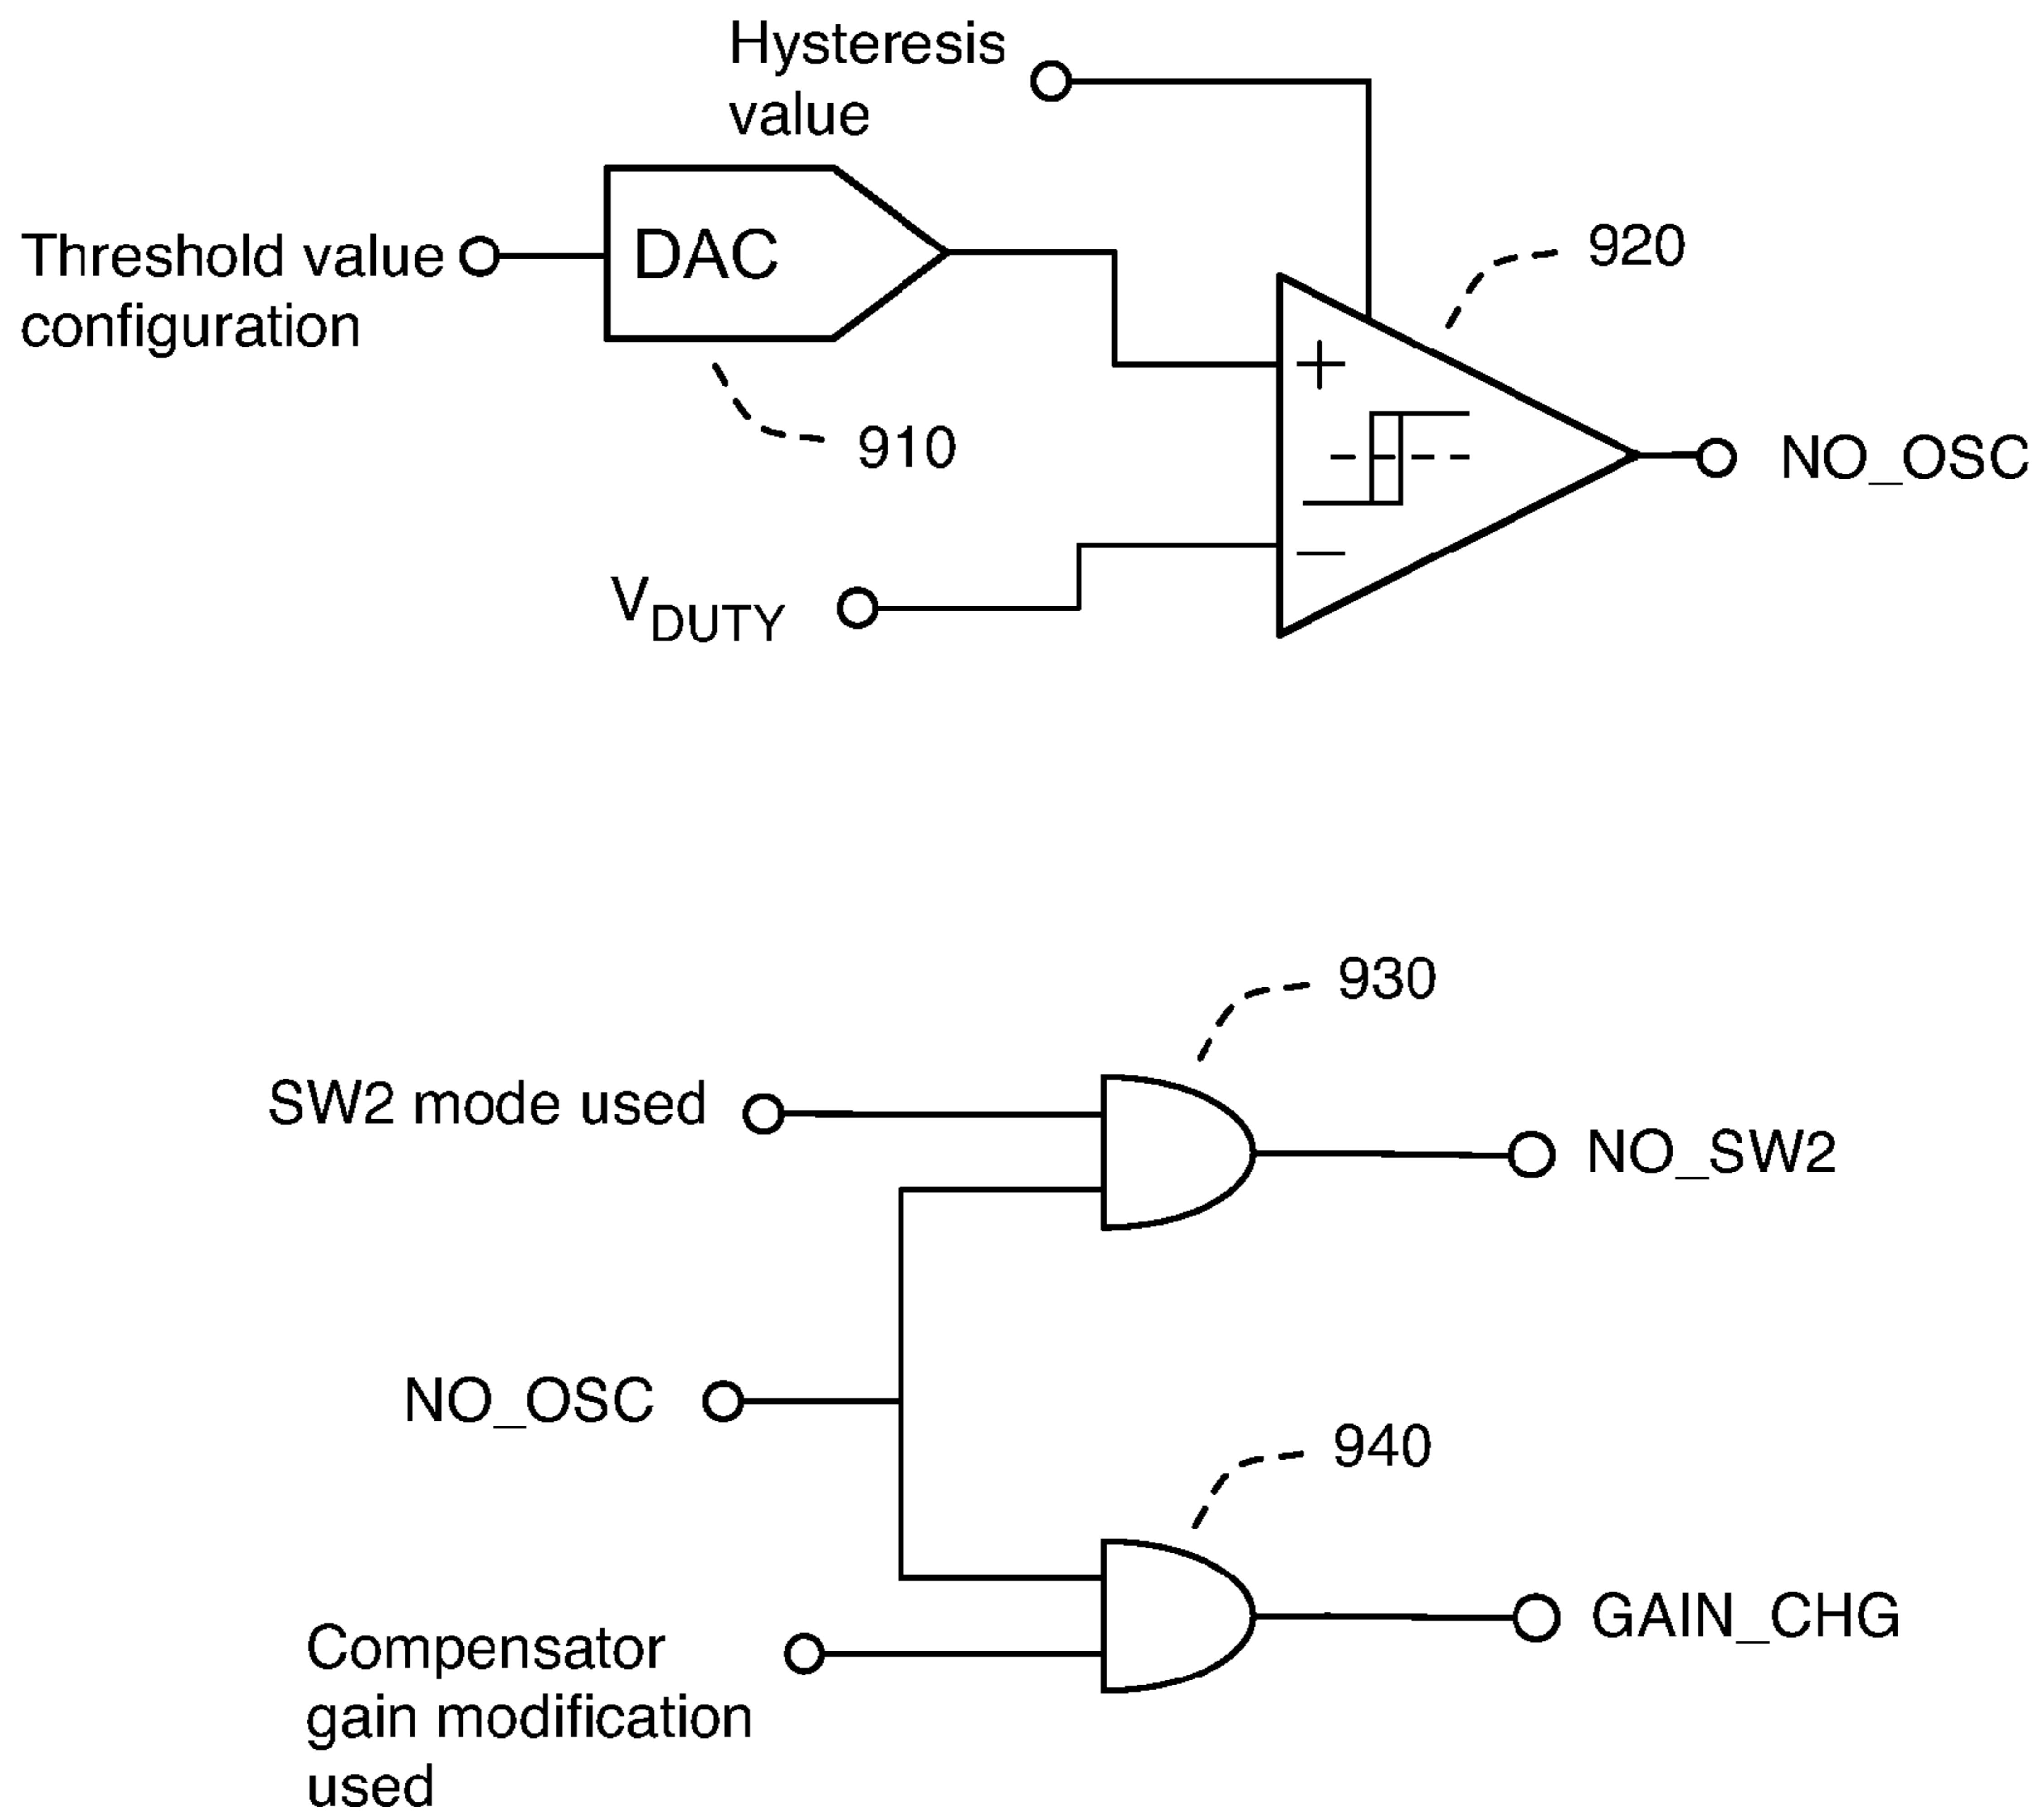 Hysteresis
value
Threshold value
configuration
DAC
920
910
+
NO_OSC
−
VDUTY
930
SW2 mode used
NO_SW2
NO_OSC
940
GAIN_CHG
Compensator
gain modification
used